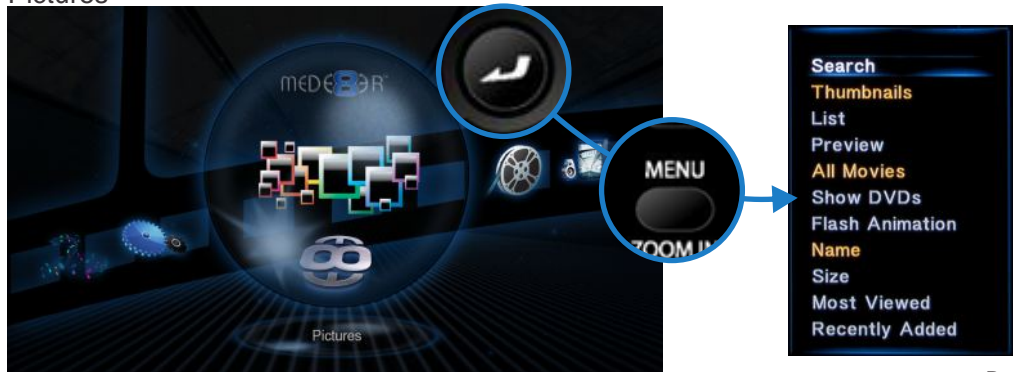 Pictures
MEDE8ER
Pictures
MENU
ZOOM IN
Search
Thumbnails
List
Preview
All Movies
Show DVDs
Flash Animation
Name
Size
Most Viewed
Recently Added